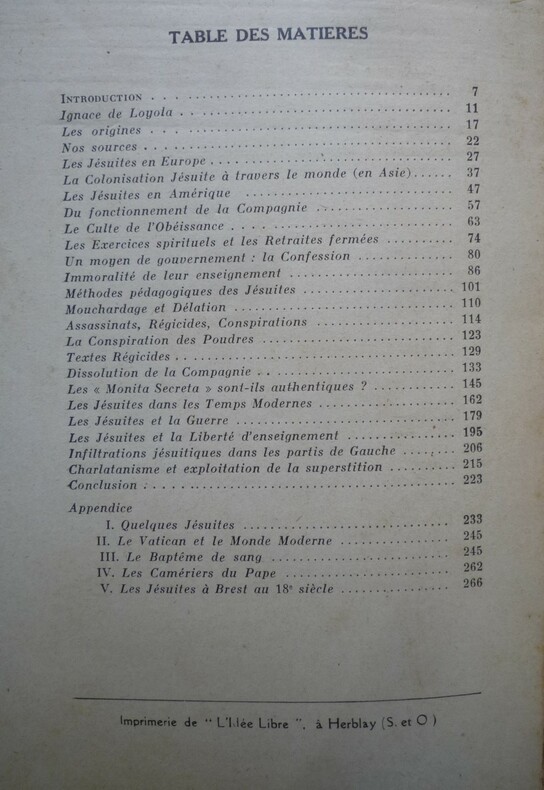 TABLE DES MATIERES
INTRODUCTION 7
Ignace de Loyola 11
Les origines 17
Nos sources 22
Les Jésuites en Europe 27
La Colonisation Jésuite à travers le monde (en Asie) 37
Les Jésuites en Amérique 47
Du fonctionnement de la Compagnie 57
Le Culte de l'Obéissance 63
Les Exercices spirituels et les Retraites fermées 74
Un moyen de gouvernement : la Confession 80
Immoralité de leur enseignement 86
Méthodes pédagogiques des Jésuites 101
Mouchardage et Délation 110
Assassinats, Régicides, Conspirations 114
La Conspiration des Poudres 123
Textes Régicides 129
Dissolution de la Compagnie 133
Les « Monita Secreta » sont-ils authentiques ? 145
Les Jésuites dans les Temps Modernes 162
Les Jésuites et la Guerre 179
Les Jésuites et la Liberté d'enseignement 195
Infiltrations jésuitiques dans les partis de Gauche 206
Charlatanisme et exploitation de la superstition 215
Conclusion 223
Appendice
I. Quelques Jésuites 233
II. Le Vatican et le Monde Moderne 245
III. Le Baptême de sang 245
IV. Les Camériers du Pape 262
V. Les Jésuites à Brest au 18e siècle 266
Imprimerie de " L'Idée Libre ", à Herblay (S. et O)